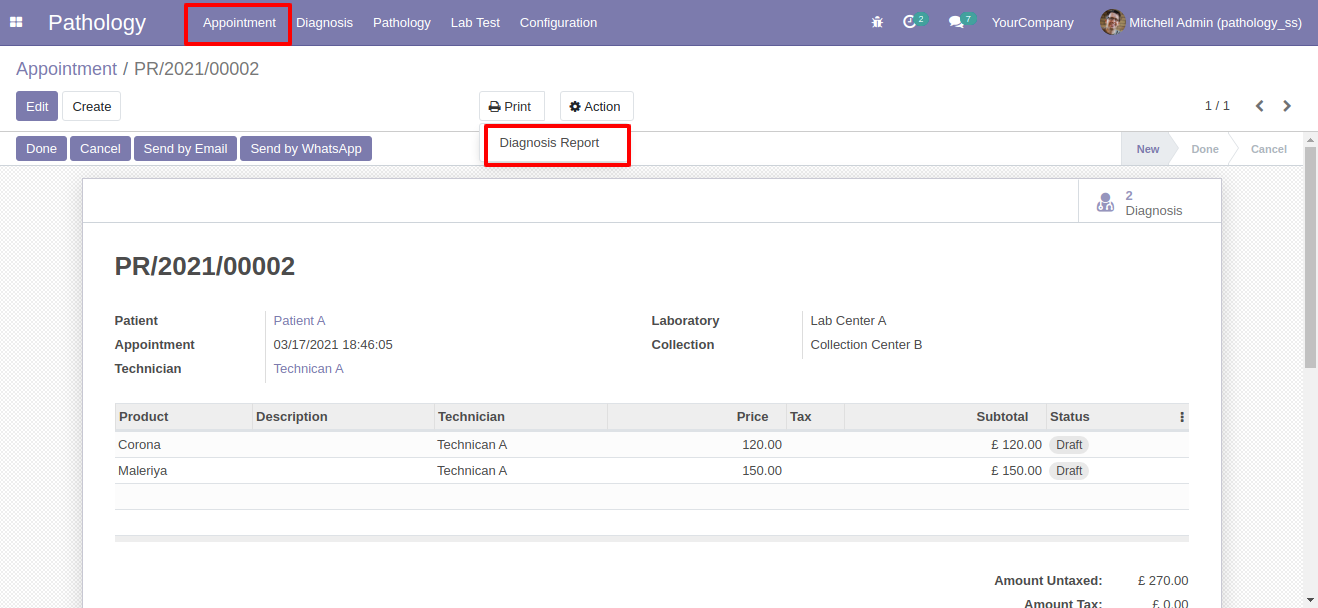 Pathology Appointment Diagnosis Pathology Lab Test Configuration 2 7 YourCompany Mitchell Admin (pathology_ss)
Appointment / PR/2021/00002
Edit Create Print Action 1 / 1
Done Cancel Send by Email Send by WhatsApp Diagnosis Report New Done Cancel
2
Diagnosis
PR/2021/00002
Patient Patient A Laboratory Lab Center A
Appointment 03/17/2021 18:46:05 Collection Collection Center B
Technician Technican A
Product Description Technician Price Tax Subtotal Status
Corona Technican A 120.00 £ 120.00 Draft
Maleriya Technican A 150.00 £ 150.00 Draft
Amount Untaxed: £ 270.00
Amount Tax: £ 0.00